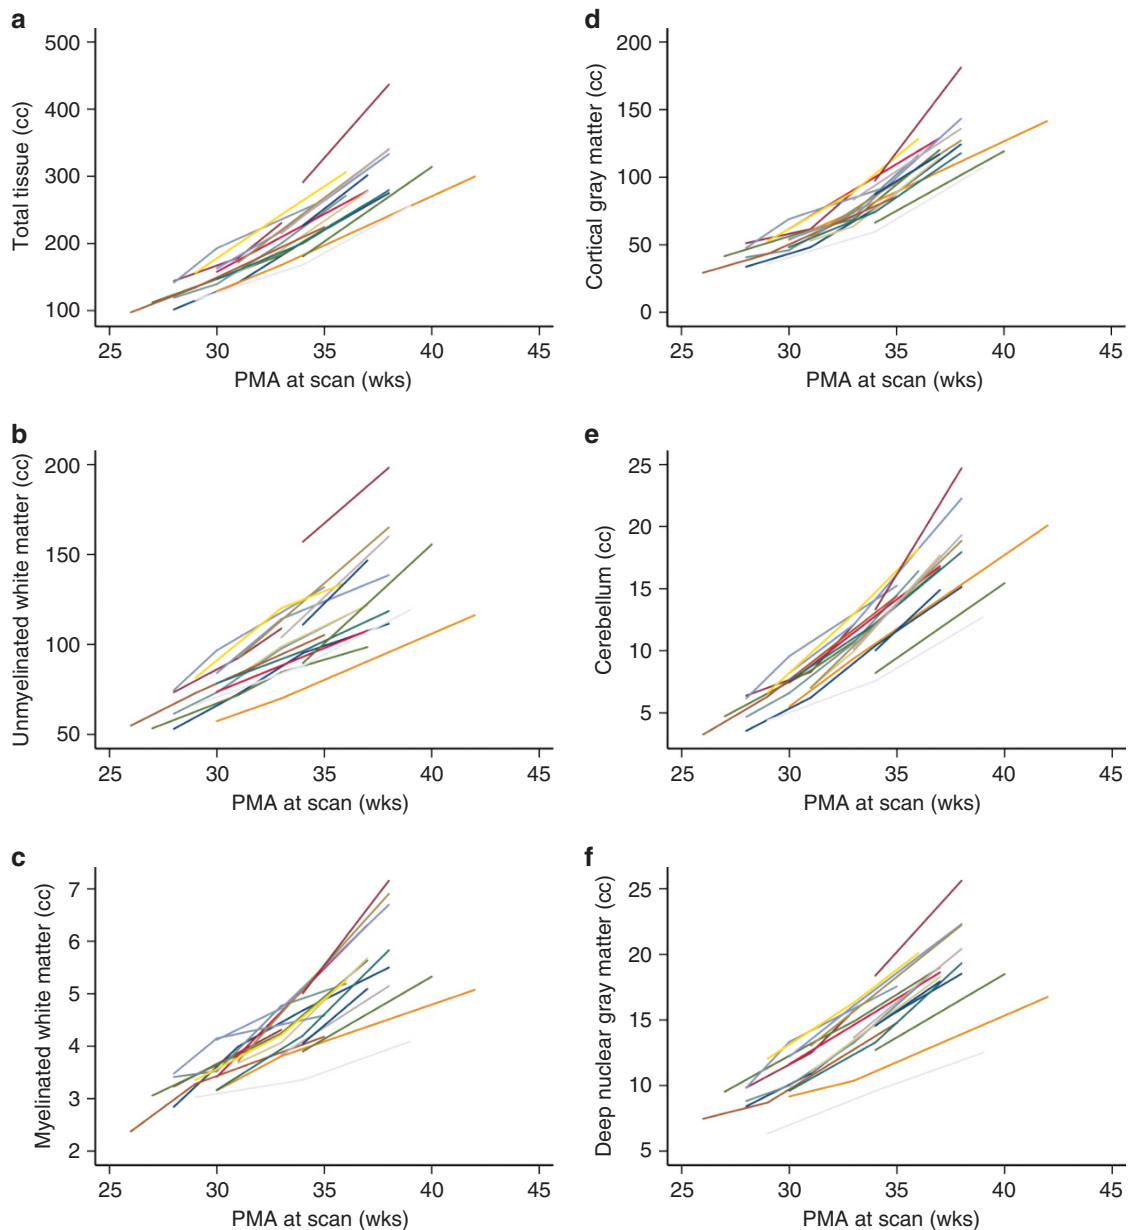 a
Total tissue (cc)
500
400
300
200
100
25 30 35 40 45
PMA at scan (wks)
d
Cortical gray matter (cc)
200
150
100
50
0
25 30 35 40 45
PMA at scan (wks)
b
Unmyelinated white matter (cc)
200
150
100
50
25 30 35 40 45
PMA at scan (wks)
e
Cerebellum (cc)
25
20
15
10
5
25 30 35 40 45
PMA at scan (wks)
c
Myelinated white matter (cc)
7
6
5
4
3
2
25 30 35 40 45
PMA at scan (wks)
f
Deep nuclear gray matter (cc)
25
20
15
10
5
25 30 35 40 45
PMA at scan (wks)